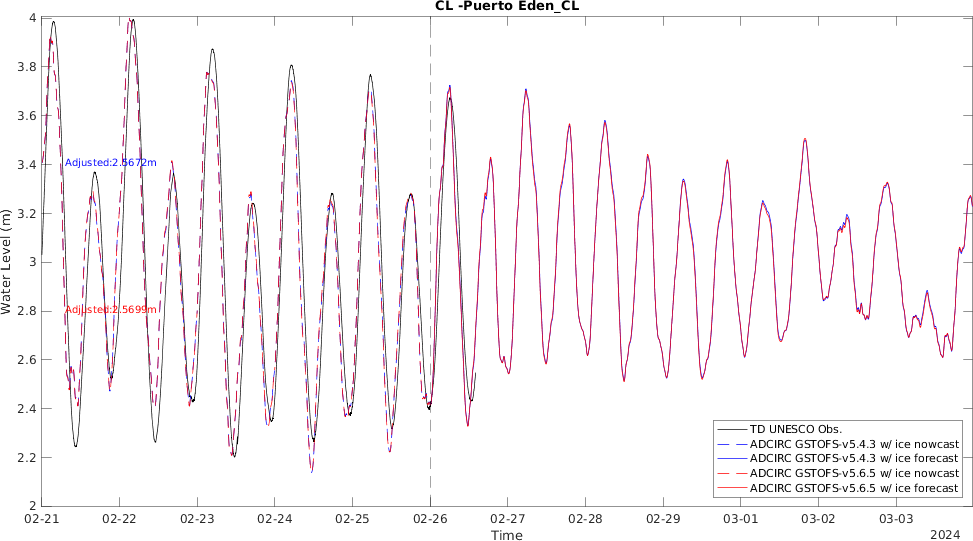 CL -Puerto Eden_CL
Water Level (m)
4
3.8
3.6
3.4
3.2
3
2.8
2.6
2.4
2.2
2
Adjusted:2.5672m
Adjusted:2.5699m
TD UNESCO Obs.
ADCIRC GSTOFS-v5.4.3 w/ ice nowcast
ADCIRC GSTOFS-v5.4.3 w/ ice forecast
ADCIRC GSTOFS-v5.6.5 w/ ice nowcast
ADCIRC GSTOFS-v5.6.5 w/ ice forecast
02-21 02-22 02-23 02-24 02-25 02-26 02-27 02-28 02-29 03-01 03-02 03-03
Time
2024